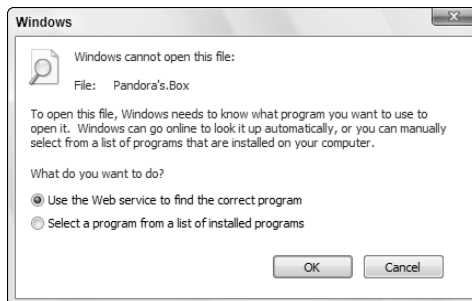 Windows
Windows cannot open this file:
File: Pandora's.Box
To open this file, Windows needs to know what program you want to use to
open it. Windows can go online to look it up automatically, or you can manually
select from a list of programs that are installed on your computer.
What do you want to do?
Use the Web service to find the correct program
Select a program from a list of installed programs
OK Cancel